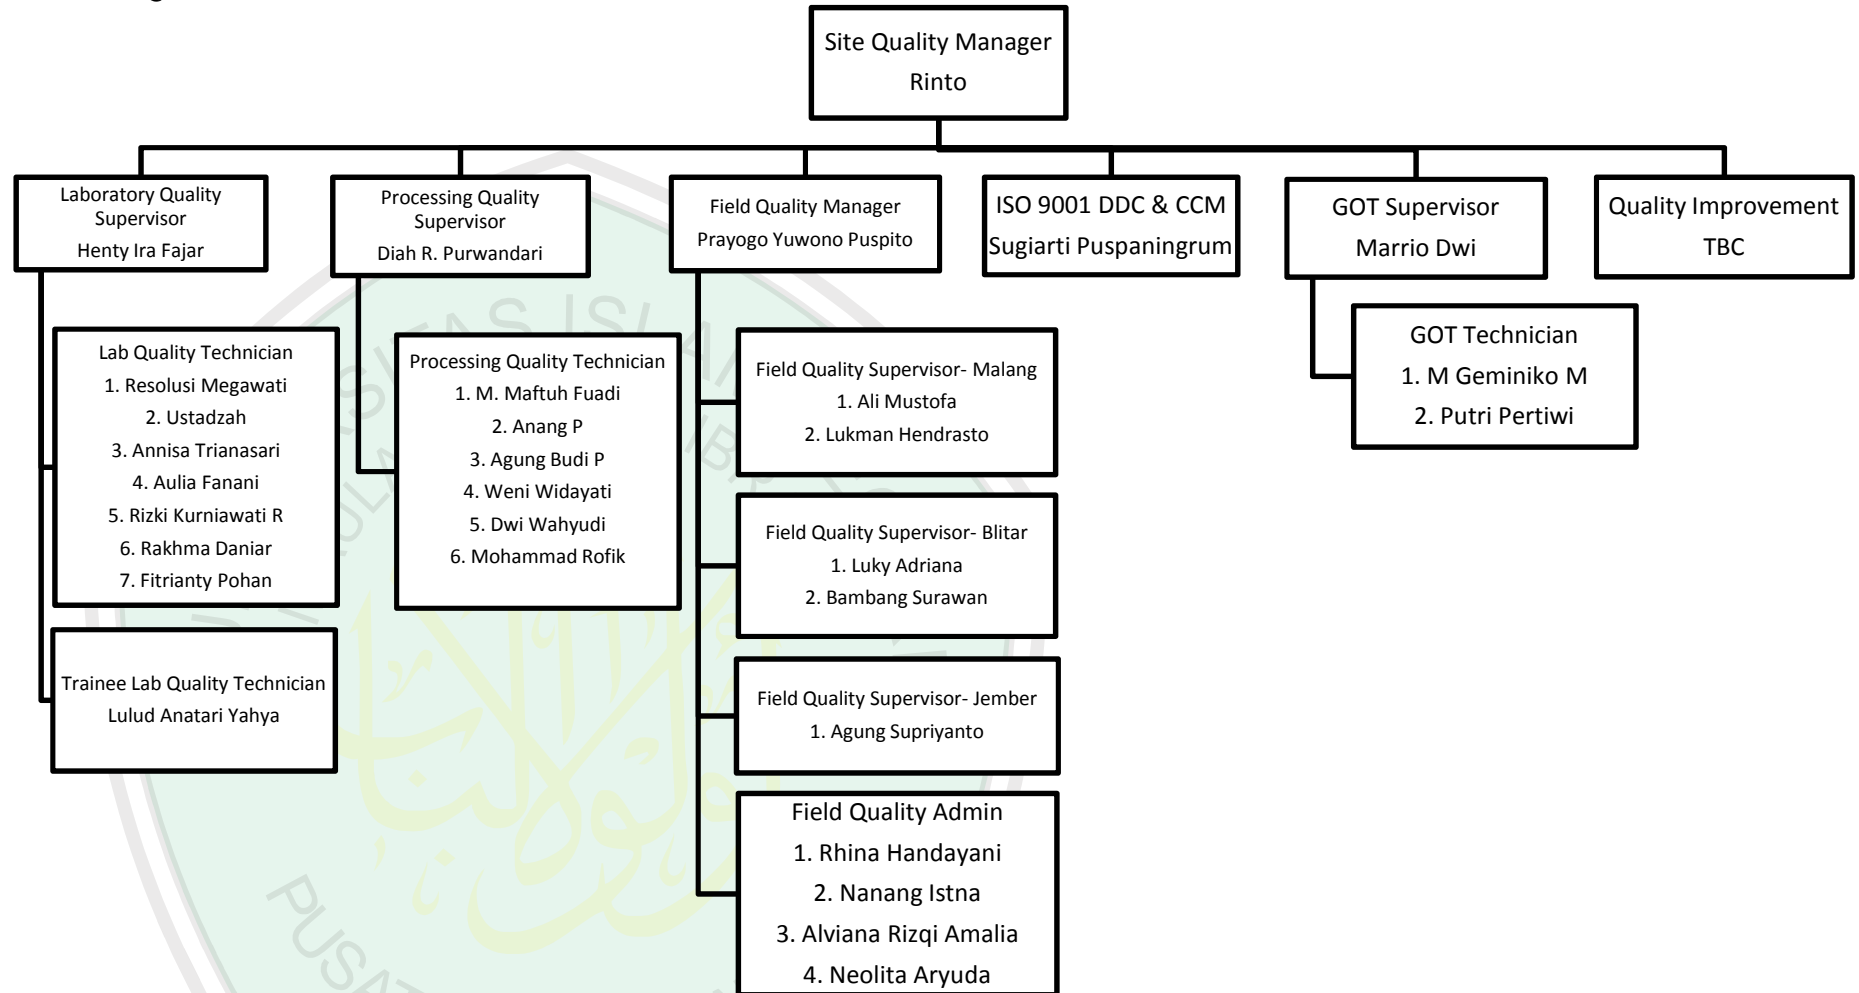 Site Quality Manager
Rinto
Laboratory Quality
Supervisor
Henty Ira Fajar
Processing Quality
Supervisor
Diah R. Purwandari
Field Quality Manager
Prayogo Yuwono Puspito
ISO 9001 DDC & CCM
Sugiarti Puspaningrum
GOT Supervisor
Marrio Dwi
Quality Improvement
TBC
Lab Quality Technician
1. Resolusi Megawati
2. Ustadzah
3. Annisa Trianasari
4. Aulia Fanani
5. Rizki Kurniawati R
6. Rakhma Daniar
7. Fitrianty Pohan
Trainee Lab Quality Technician
Lulud Anatari Yahya
Processing Quality Technician
1. M. Maftuh Fuadi
2. Anang P
3. Agung Budi P
4. Weni Widayati
5. Dwi Wahyudi
6. Mohammad Rofik
Field Quality Supervisor- Malang
1. Ali Mustofa
2. Lukman Hendrasto
Field Quality Supervisor- Blitar
1. Luky Adriana
2. Bambang Surawan
Field Quality Supervisor- Jember
1. Agung Supriyanto
Field Quality Admin
1. Rhina Handayani
2. Nanang Istna
3. Alviana Rizqi Amalia
4. Neolita Aryuda
GOT Technician
1. M Geminiko M
2. Putri Pertiwi